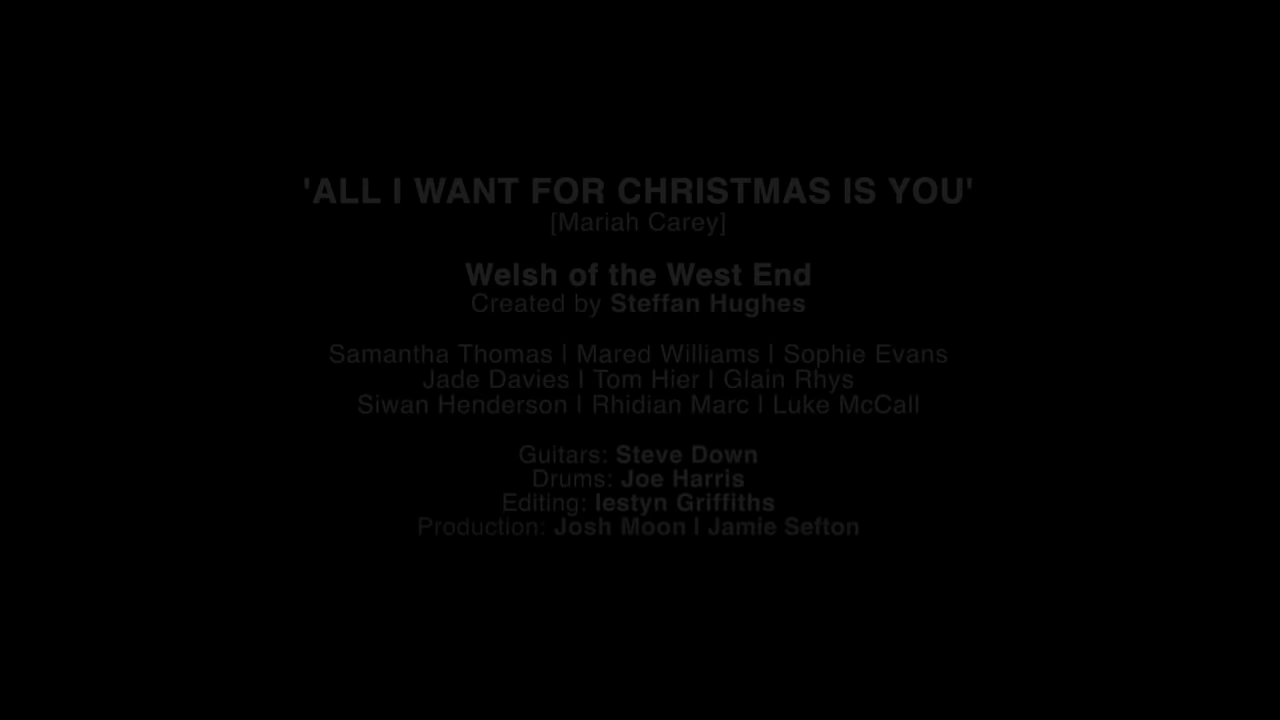 'ALL I WANT FOR CHRISTMAS IS YOU'
[Mariah Carey]
Welsh of the West End
Created by Steffan Hughes
Samantha Thomas | Mared Williams | Sophie Evans
Jade Davies | Tom Hier | Glain Rhys
Siwan Henderson | Rhidian Marc | Luke McCall
Guitars: Steve Down
Drums: Joe Harris
Editing: Iestyn Griffiths
Production: Josh Moon | Jamie Sefton